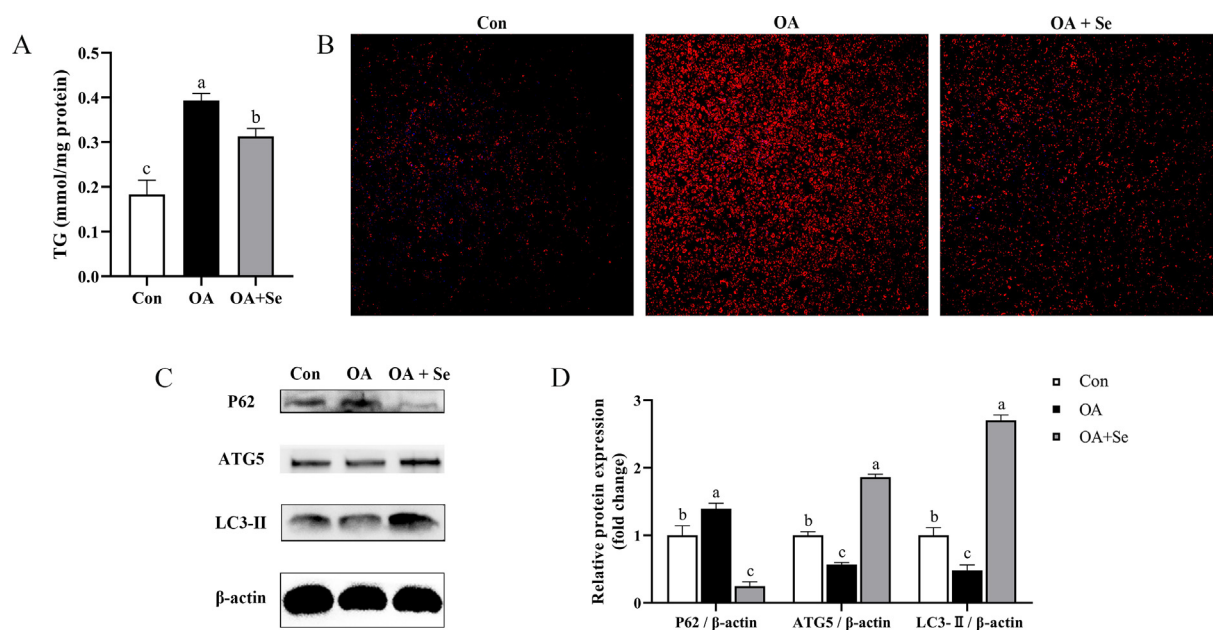 A
TG (mmol/mg protein)
0.5
0.4
0.3
0.2
0.1
0.0
c
a
b
Con OA OA+Se
B
Con OA OA + Se
C
Con OA OA + Se
P62
ATG5
LC3-II
β-actin
D
Relative protein expression
(fold change)
3
2
1
0
b a c
b c a
b c a
P62 / β-actin ATG5 / β-actin LC3-Ⅱ / β-actin
Con
OA
OA+Se